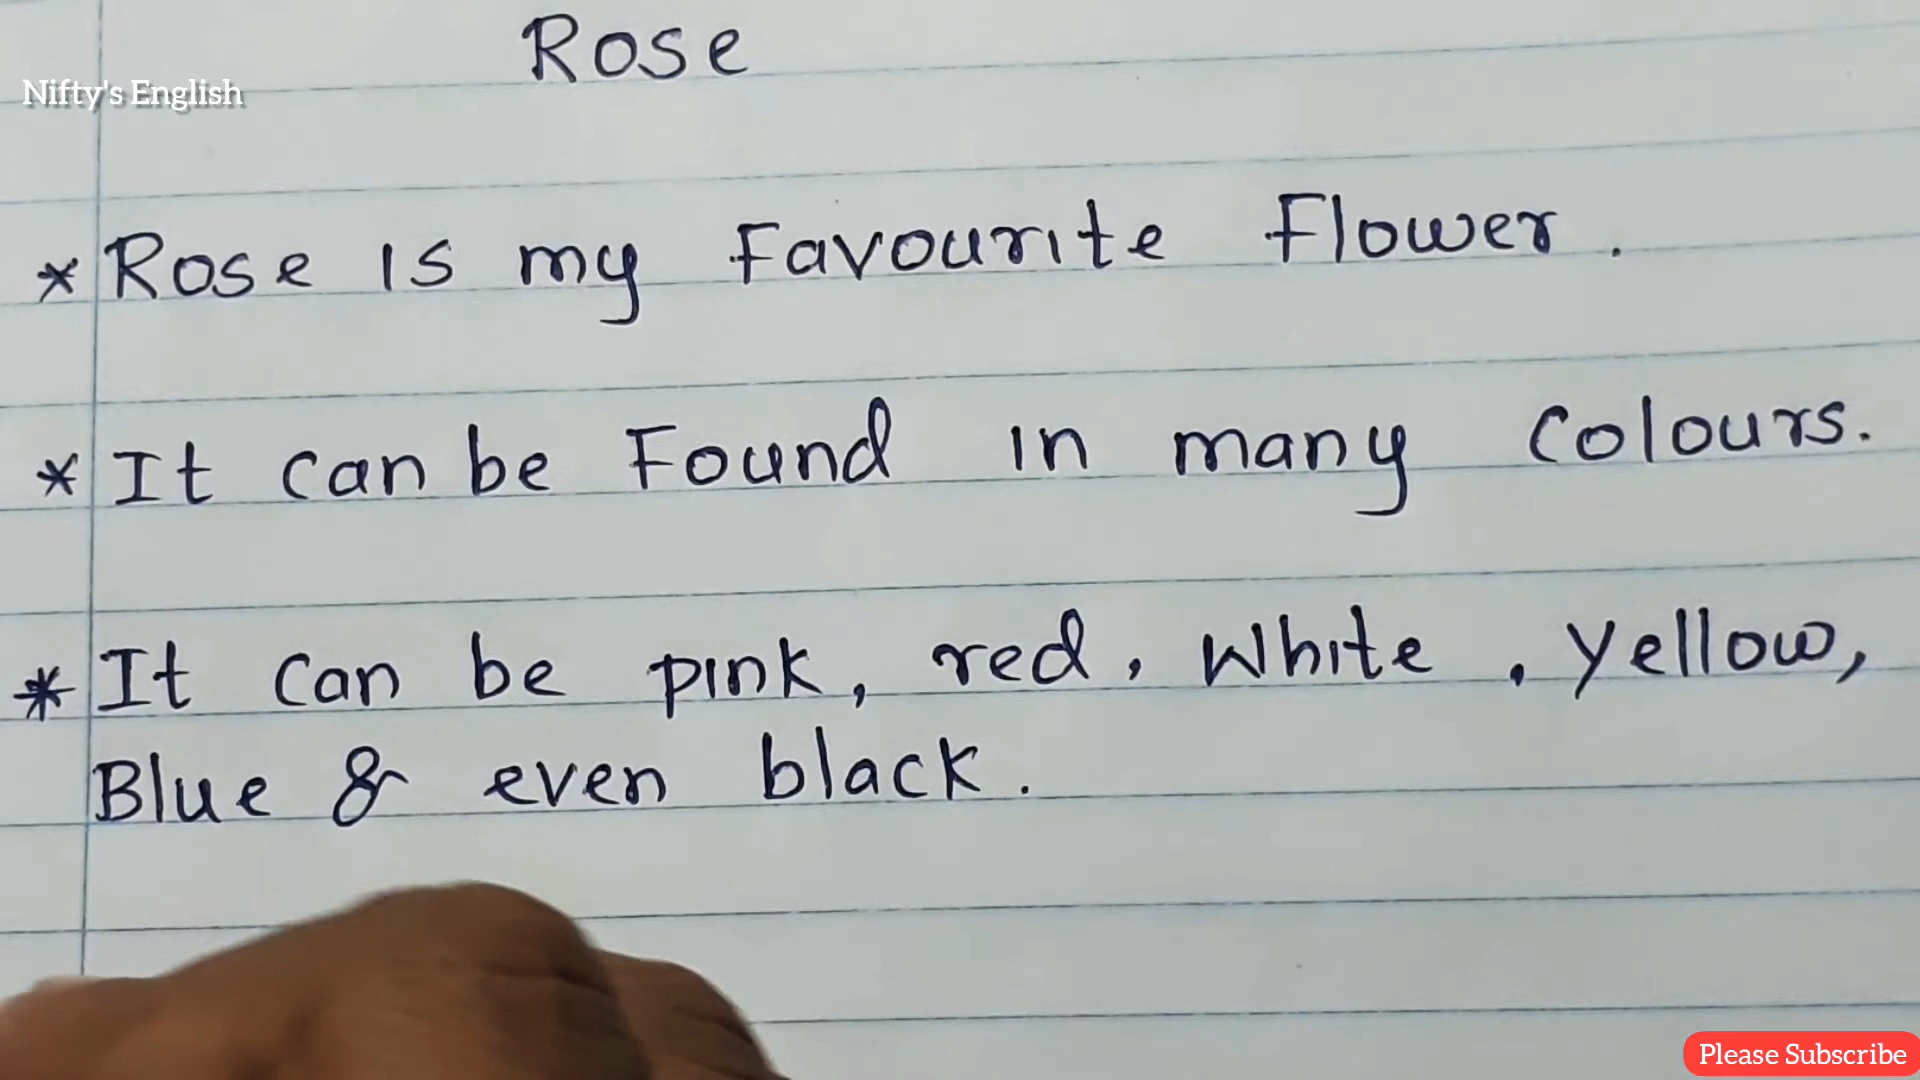 Rose
Nifty's English
* Rose is my Favourite Flower.
* It can be Found in many Colours.
* It can be pink, red, White, Yellow,
Blue & even black.
Please Subscribe